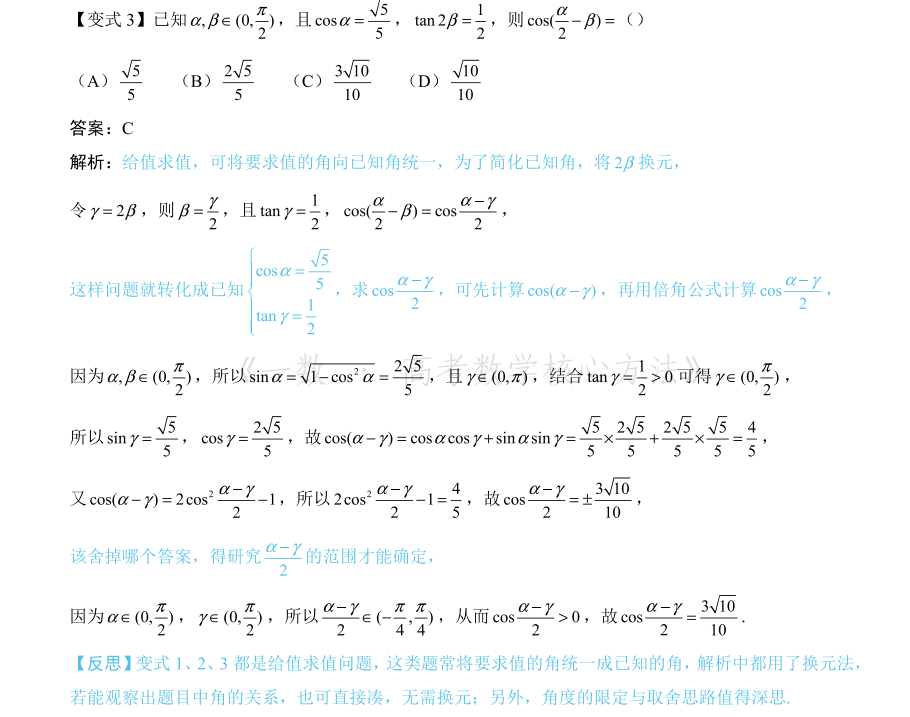 【变式 3】已知 $\alpha,\beta\in(0,\frac{\pi}{2})$，且 $\cos\alpha=\frac{\sqrt{5}}{5}$，$\tan2\beta=\frac{1}{2}$，则 $\cos(\frac{\alpha}{2}-\beta)=$（）
（A）$\frac{\sqrt{5}}{5}$ （B）$\frac{2\sqrt{5}}{5}$ （C）$\frac{3\sqrt{10}}{10}$ （D）$\frac{\sqrt{10}}{10}$
答案：C
解析：给值求值，可将要求值的角向已知角统一，为了简化已知角，将 $2\beta$ 换元，
令 $\gamma=2\beta$，则 $\beta=\frac{\gamma}{2}$，且 $\tan\gamma=\frac{1}{2}$，$\cos(\frac{\alpha}{2}-\beta)=\cos\frac{\alpha-\gamma}{2}$，
这样问题就转化成已知 $\begin{cases}\cos\alpha=\frac{\sqrt{5}}{5}\\\tan\gamma=\frac{1}{2}\end{cases}$，求 $\cos\frac{\alpha-\gamma}{2}$，可先计算 $\cos(\alpha-\gamma)$，再用倍角公式计算 $\cos\frac{\alpha-\gamma}{2}$，
《一数·高考数学核心方法》
因为 $\alpha,\beta\in(0,\frac{\pi}{2})$，所以 $\sin\alpha=\sqrt{1-\cos^2\alpha}=\frac{2\sqrt{5}}{5}$，且 $\gamma\in(0,\pi)$，结合 $\tan\gamma=\frac{1}{2}>0$ 可得 $\gamma\in(0,\frac{\pi}{2})$，
所以 $\sin\gamma=\frac{\sqrt{5}}{5}$，$\cos\gamma=\frac{2\sqrt{5}}{5}$，故 $\cos(\alpha-\gamma)=\cos\alpha\cos\gamma+\sin\alpha\sin\gamma=\frac{\sqrt{5}}{5}\times\frac{2\sqrt{5}}{5}+\frac{2\sqrt{5}}{5}\times\frac{\sqrt{5}}{5}=\frac{4}{5}$，
又 $\cos(\alpha-\gamma)=2\cos^2\frac{\alpha-\gamma}{2}-1$，所以 $2\cos^2\frac{\alpha-\gamma}{2}-1=\frac{4}{5}$，故 $\cos\frac{\alpha-\gamma}{2}=\pm\frac{3\sqrt{10}}{10}$，
该舍掉哪个答案，得研究 $\frac{\alpha-\gamma}{2}$ 的范围才能确定，
因为 $\alpha\in(0,\frac{\pi}{2})$，$\gamma\in(0,\frac{\pi}{2})$，所以 $\frac{\alpha-\gamma}{2}\in(-\frac{\pi}{4},\frac{\pi}{4})$，从而 $\cos\frac{\alpha-\gamma}{2}>0$，故 $\cos\frac{\alpha-\gamma}{2}=\frac{3\sqrt{10}}{10}$.
【反思】变式 1、2、3 都是给值求值问题，这类题常将要求值的角统一成已知的角，解析中都用了换元法，
若能观察出题目中角的关系，也可直接凑，无需换元；另外，角度的限定与取舍思路值得深思.